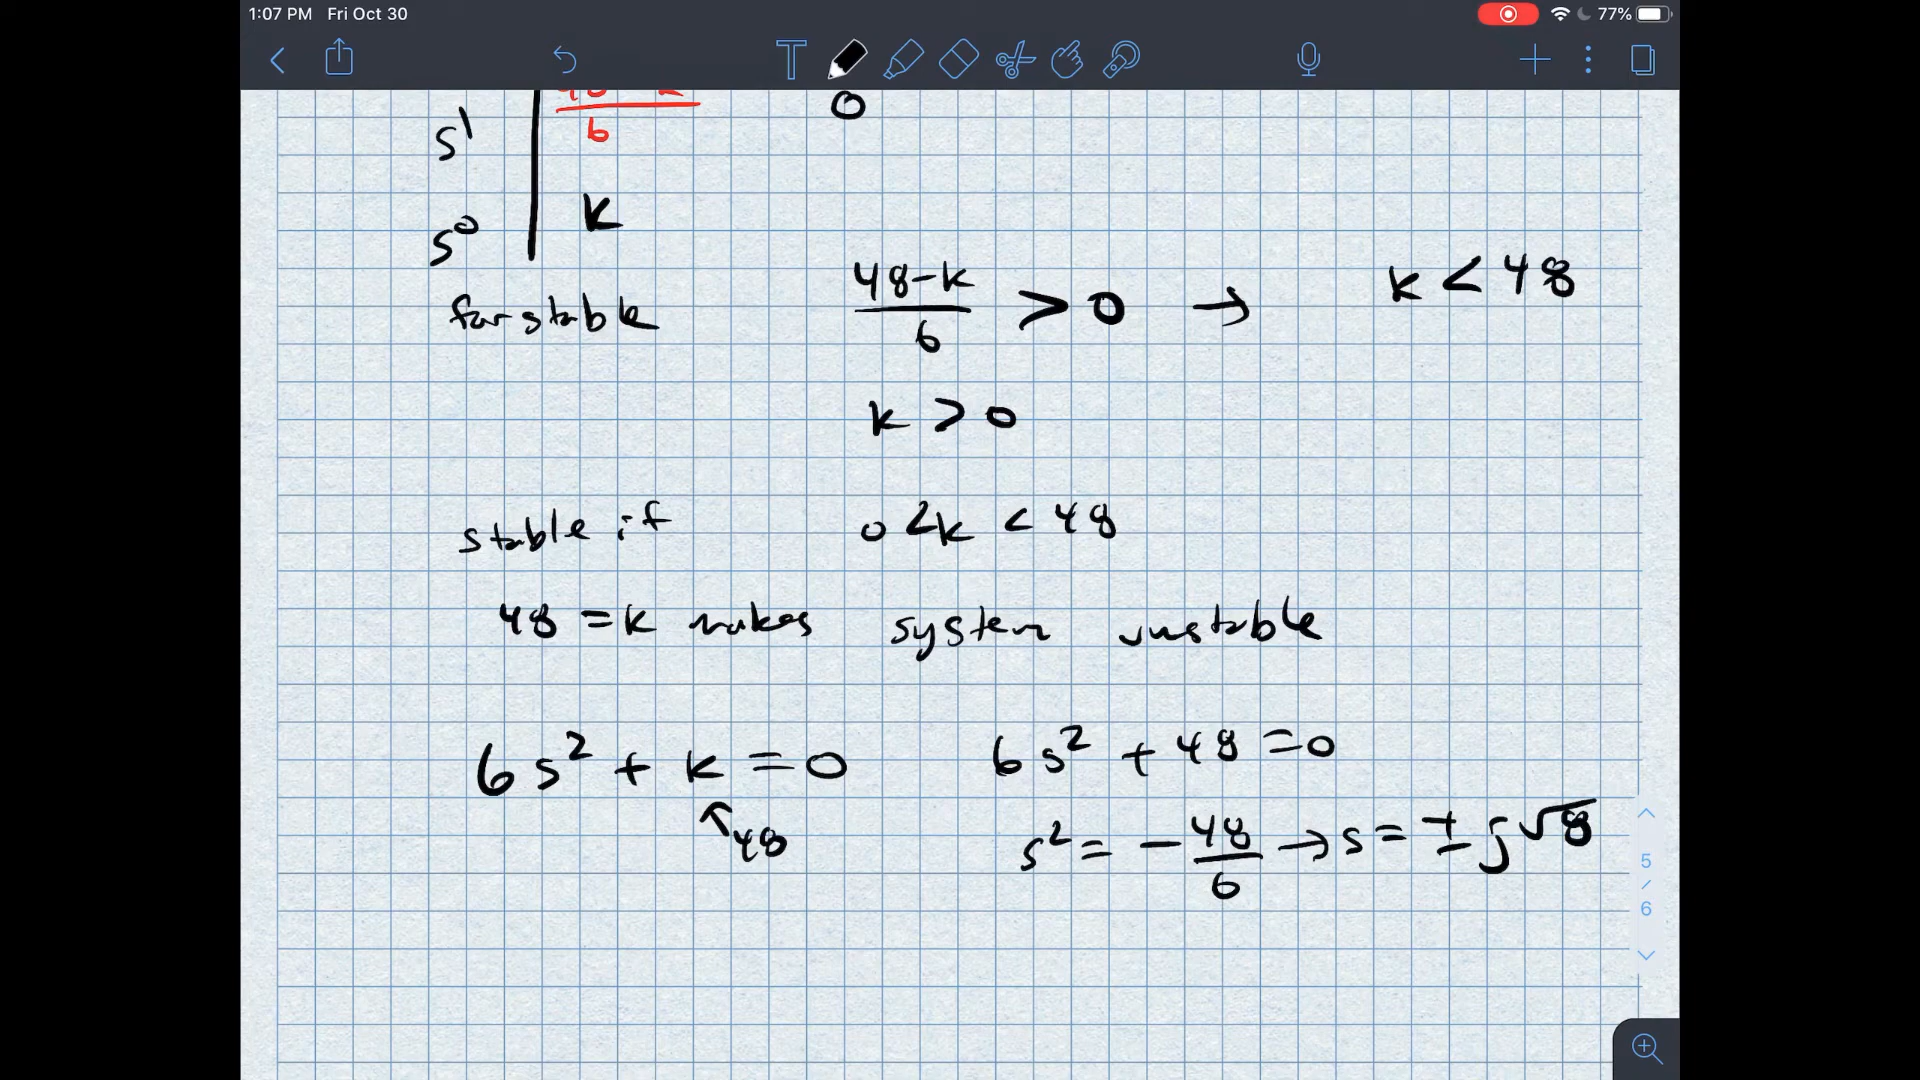 1:07 PM Fri Oct 30 77%
T
s¹ 6 0
s⁰ k
for stable (48-k)/6 > 0 → k < 48
k > 0
stable if 0 < k < 48
48 = k makes system unstable
6s² + k = 0 6s² + 48 = 0
↖48 s² = -48/6 → s = ± j√8
5
/
6